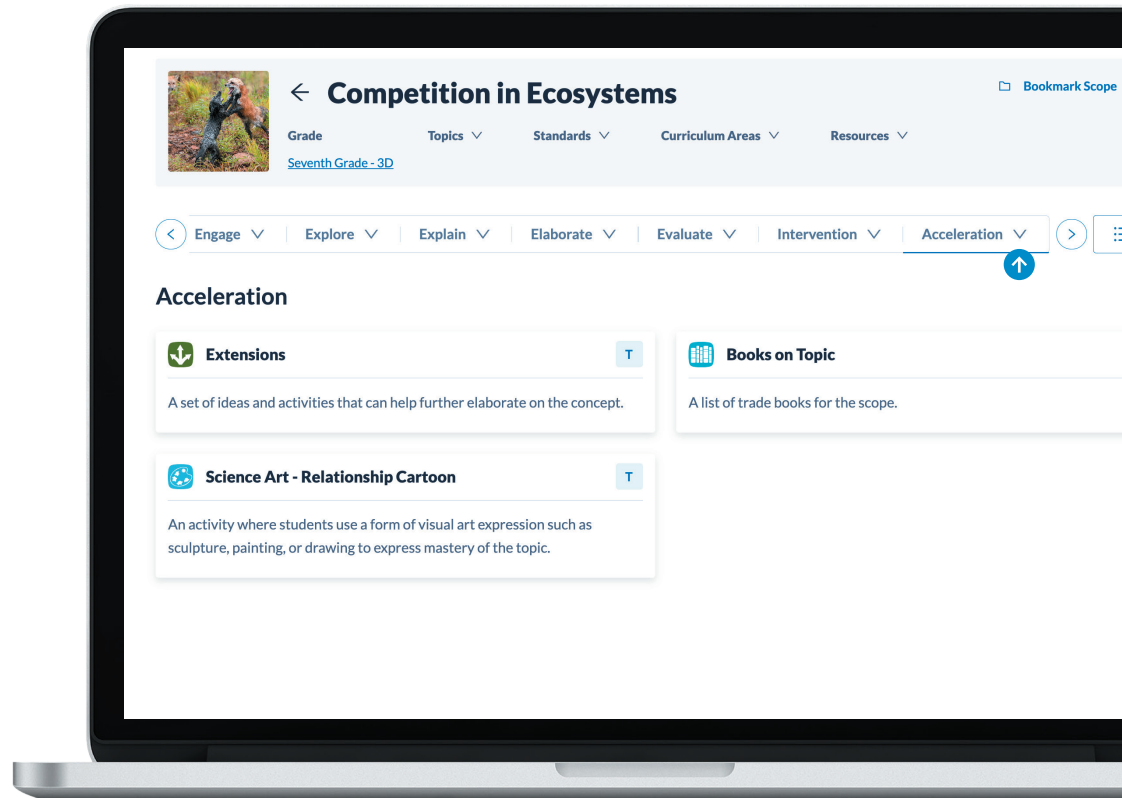 Competition in Ecosystems
Bookmark Scope
Grade
Topics
Standards
Curriculum Areas
Resources
Seventh Grade - 3D
Engage
Explore
Explain
Elaborate
Evaluate
Intervention
Acceleration
Acceleration
Extensions
T
A set of ideas and activities that can help further elaborate on the concept.
Books on Topic
A list of trade books for the scope.
Science Art - Relationship Cartoon
T
An activity where students use a form of visual art expression such as
sculpture, painting, or drawing to express mastery of the topic.